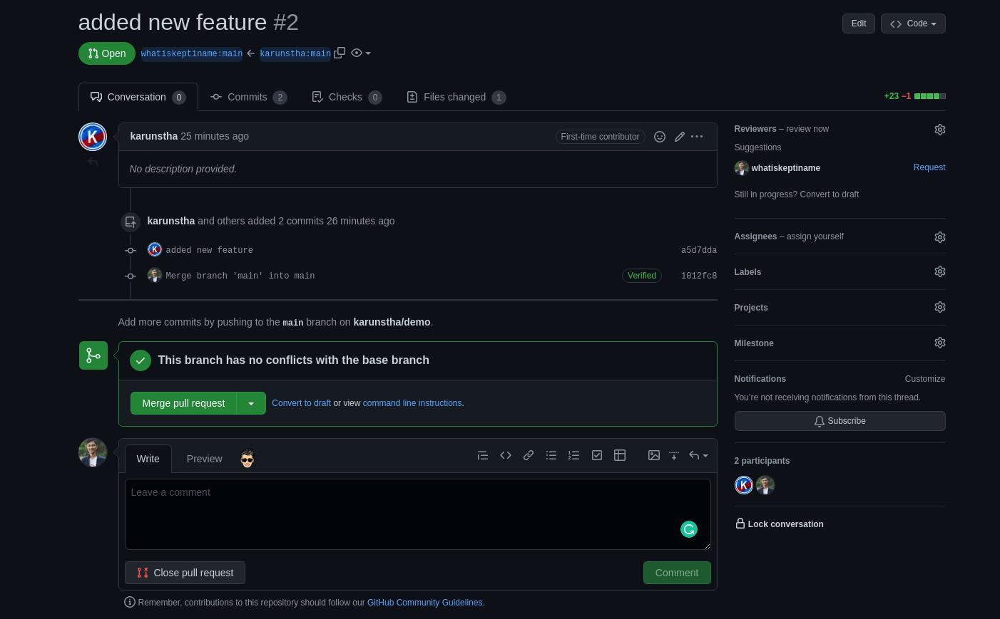 added new feature #2
Edit
Code
Open
whatiskeptiname:main
karunstha:main
Conversation 0
Commits 2
Checks 0
Files changed 1
+23 −1
karunstha 25 minutes ago
First-time contributor
No description provided.
karunstha and others added 2 commits 26 minutes ago
K added new feature
a5d7dda
Merge branch 'main' into main
Verified
1012fc8
Add more commits by pushing to the main branch on karunstha/demo.
This branch has no conflicts with the base branch
Merge pull request
Convert to draft or view command line instructions.
Write
Preview
Leave a comment
Close pull request
Comment
Remember, contributions to this repository should follow our GitHub Community Guidelines.
Reviewers – review now
Suggestions
whatiskeptiname
Request
Still in progress? Convert to draft
Assignees – assign yourself
Labels
Projects
Milestone
Notifications
Customize
You're not receiving notifications from this thread.
Subscribe
2 participants
K
Lock conversation